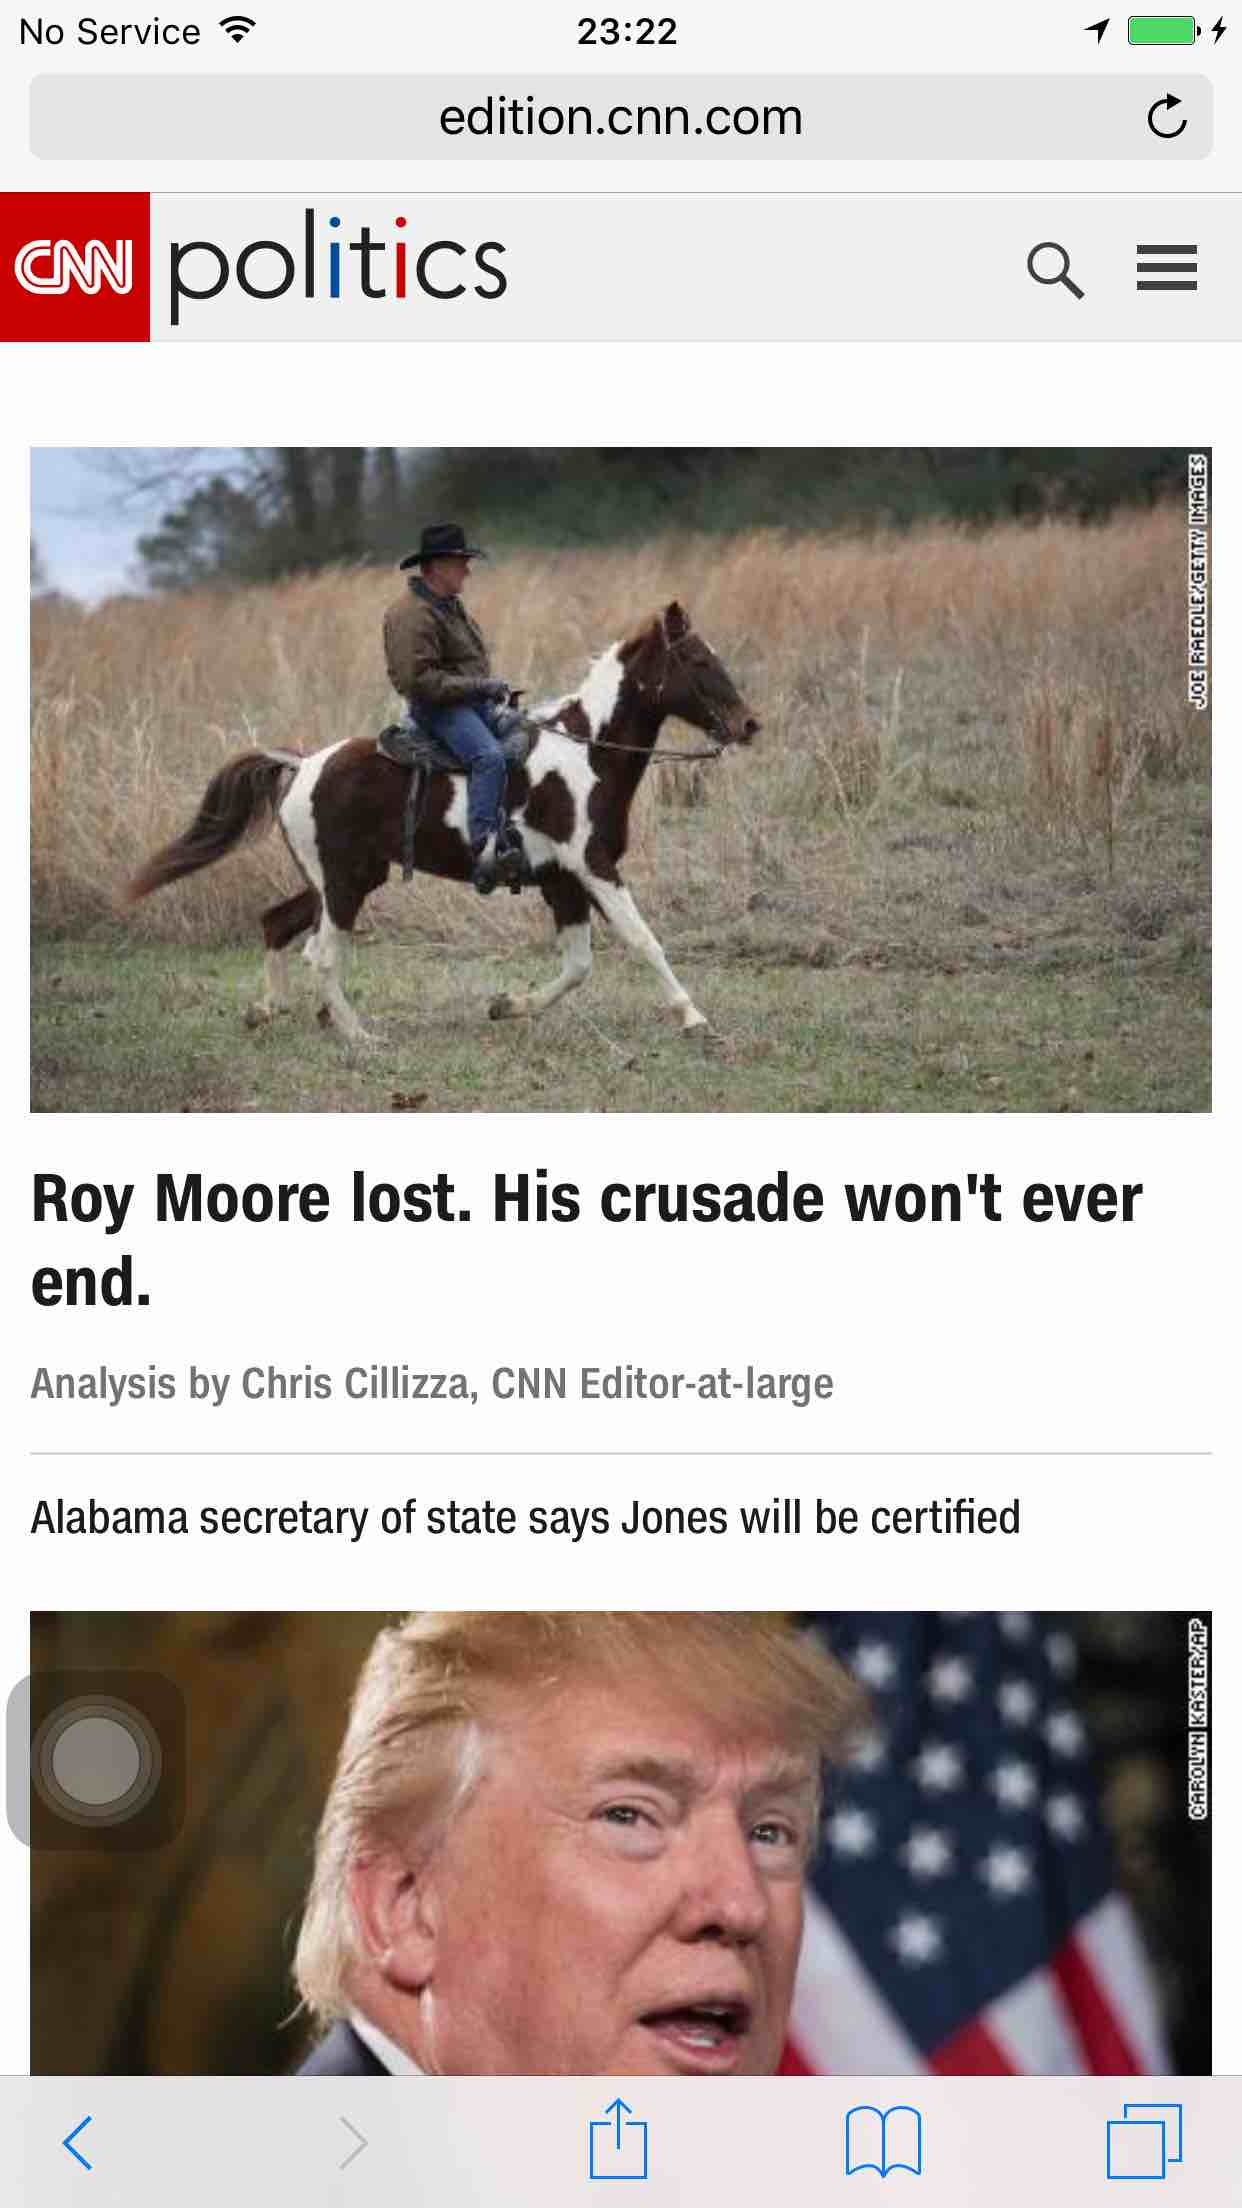 No Service
23:22
edition.cnn.com
CNN politics
JOE RAEDLE/GETTY IMAGES
Roy Moore lost. His crusade won't ever
end.
Analysis by Chris Cillizza, CNN Editor-at-large
Alabama secretary of state says Jones will be certified
CAROLYN KASTER/AP